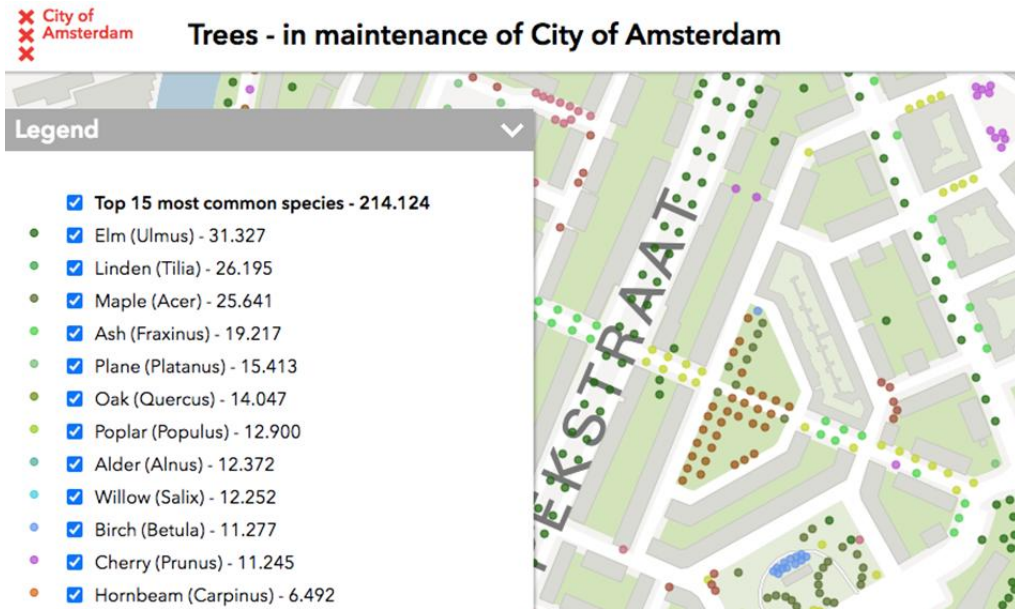 City of
Amsterdam
Trees - in maintenance of City of Amsterdam
Legend
Top 15 most common species - 214.124
Elm (Ulmus) - 31.327
Linden (Tilia) - 26.195
Maple (Acer) - 25.641
Ash (Fraxinus) - 19.217
Plane (Platanus) - 15.413
Oak (Quercus) - 14.047
Poplar (Populus) - 12.900
Alder (Alnus) - 12.372
Willow (Salix) - 12.252
Birch (Betula) - 11.277
Cherry (Prunus) - 11.245
Hornbeam (Carpinus) - 6.492
EKSTRAAT